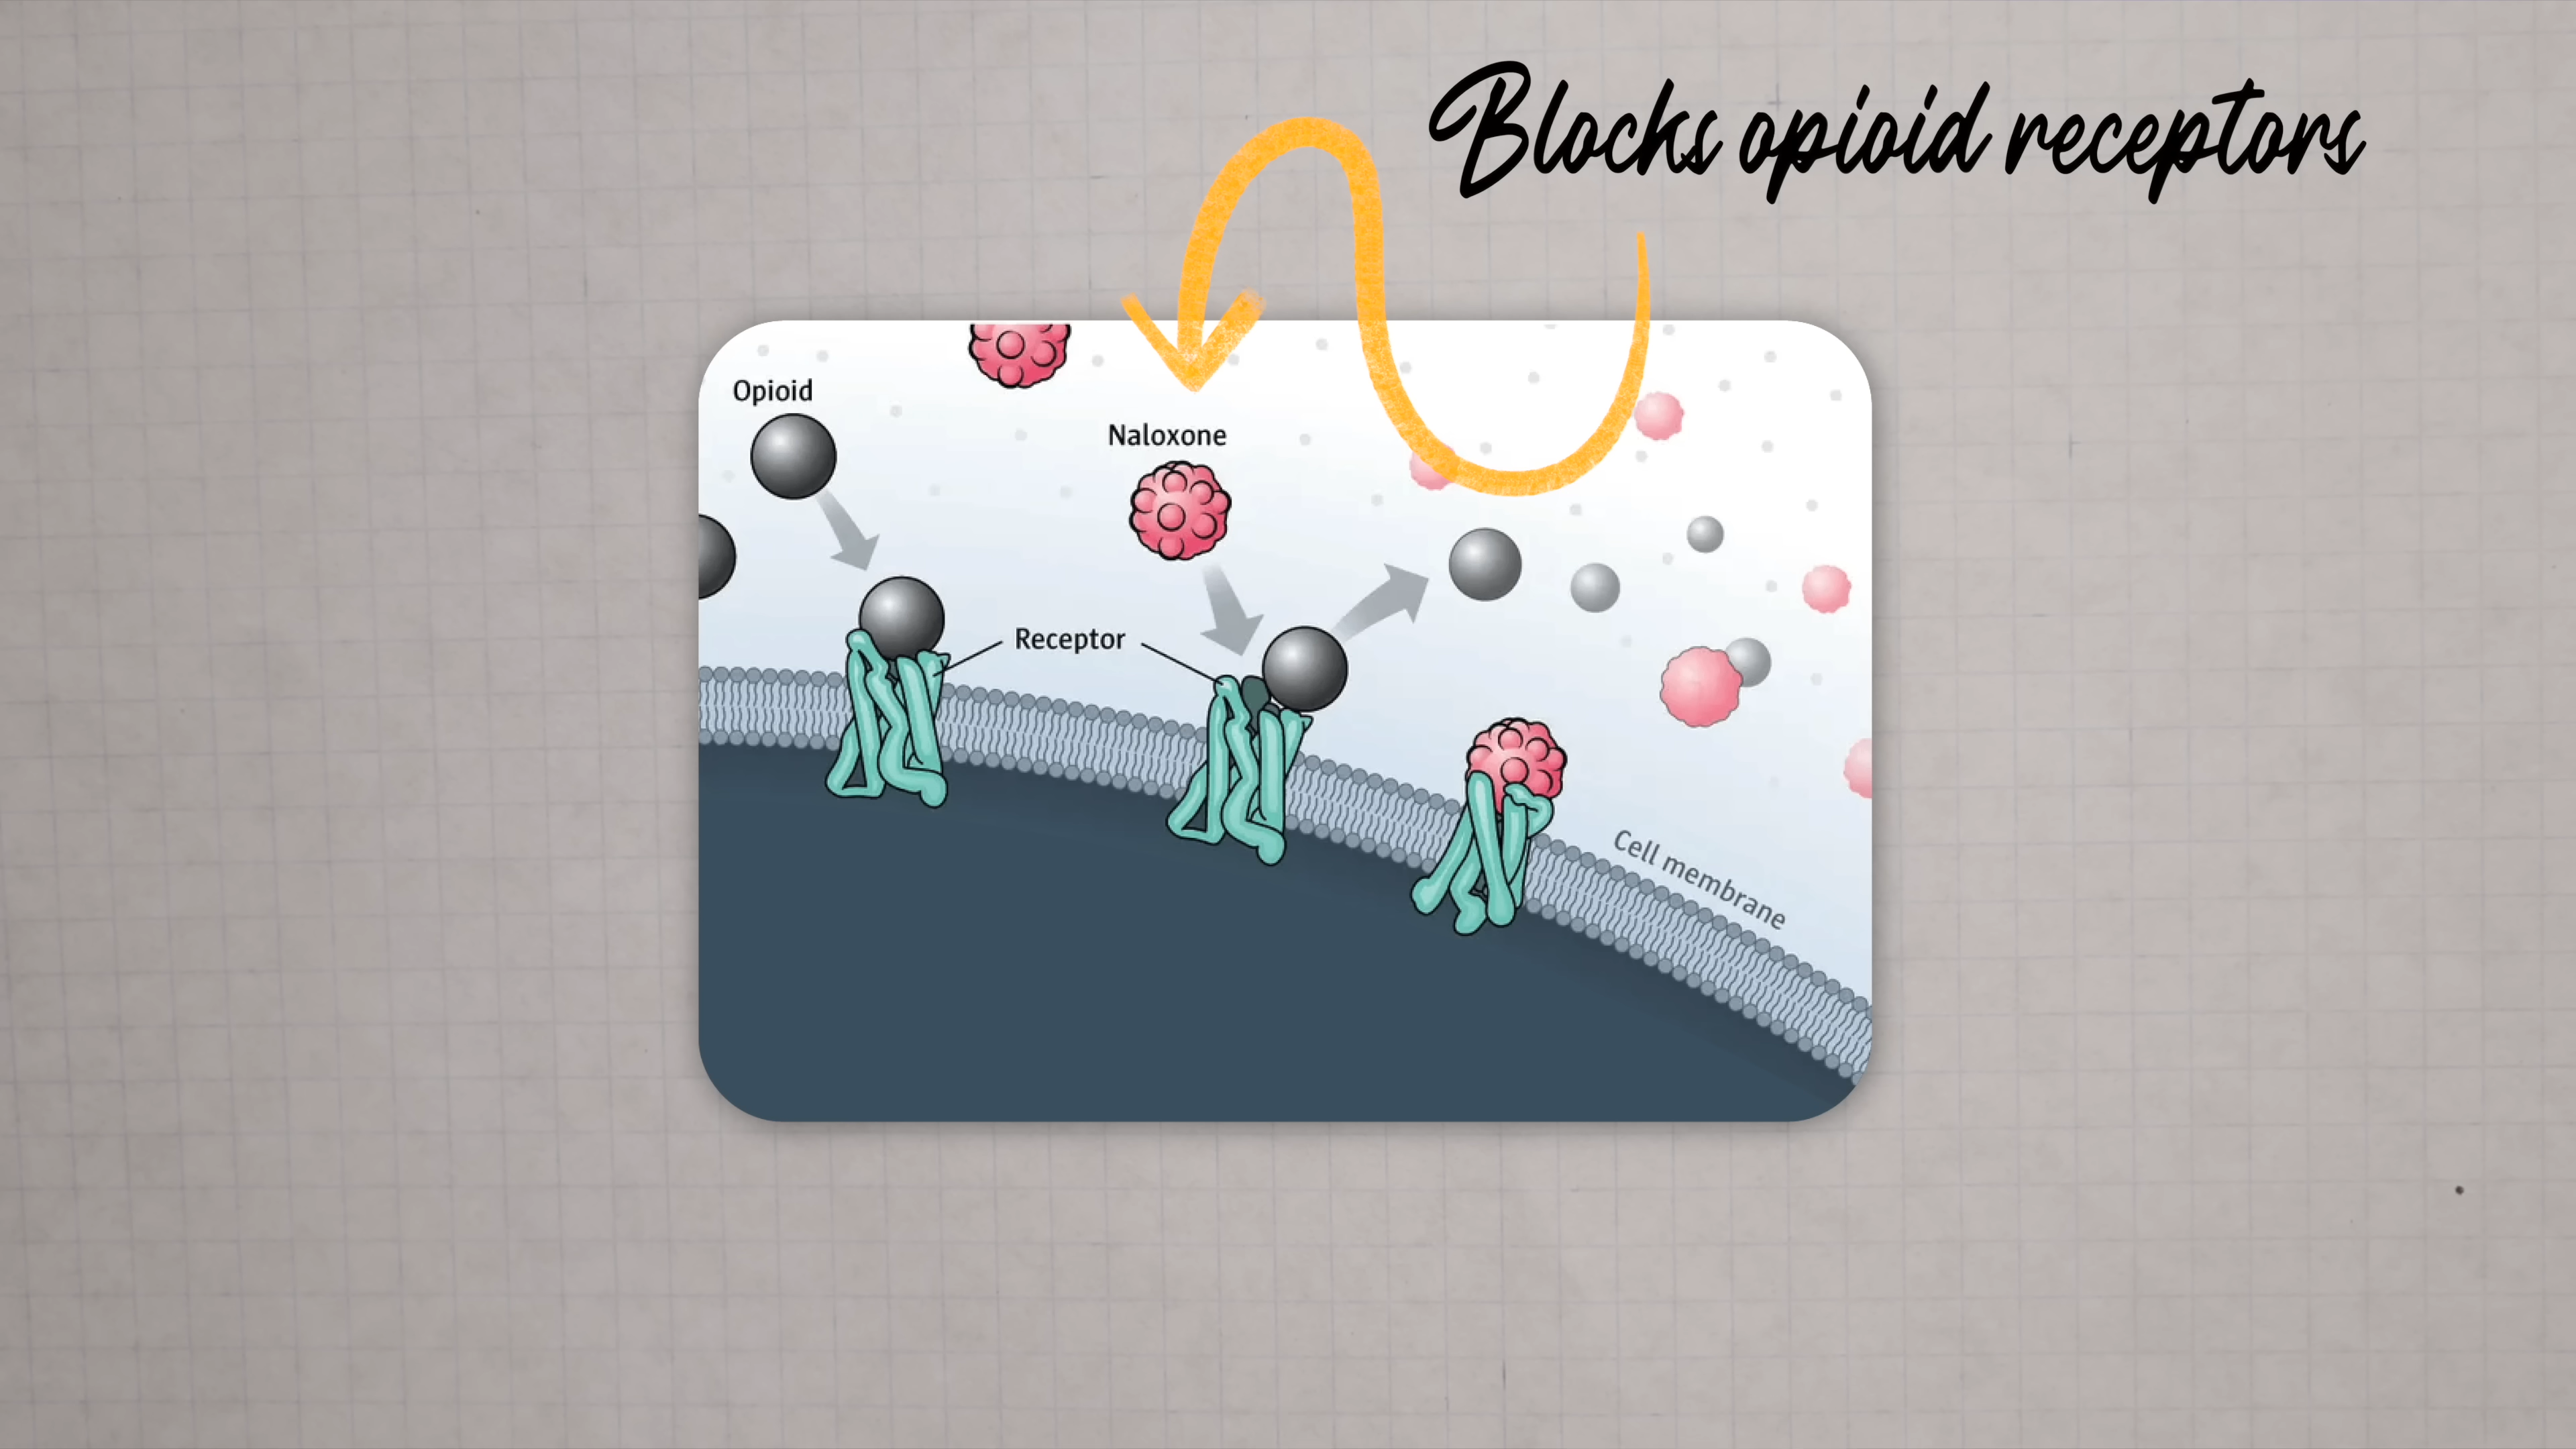 Blocks opioid receptors
Opioid
Naloxone
Receptor
Cell membrane